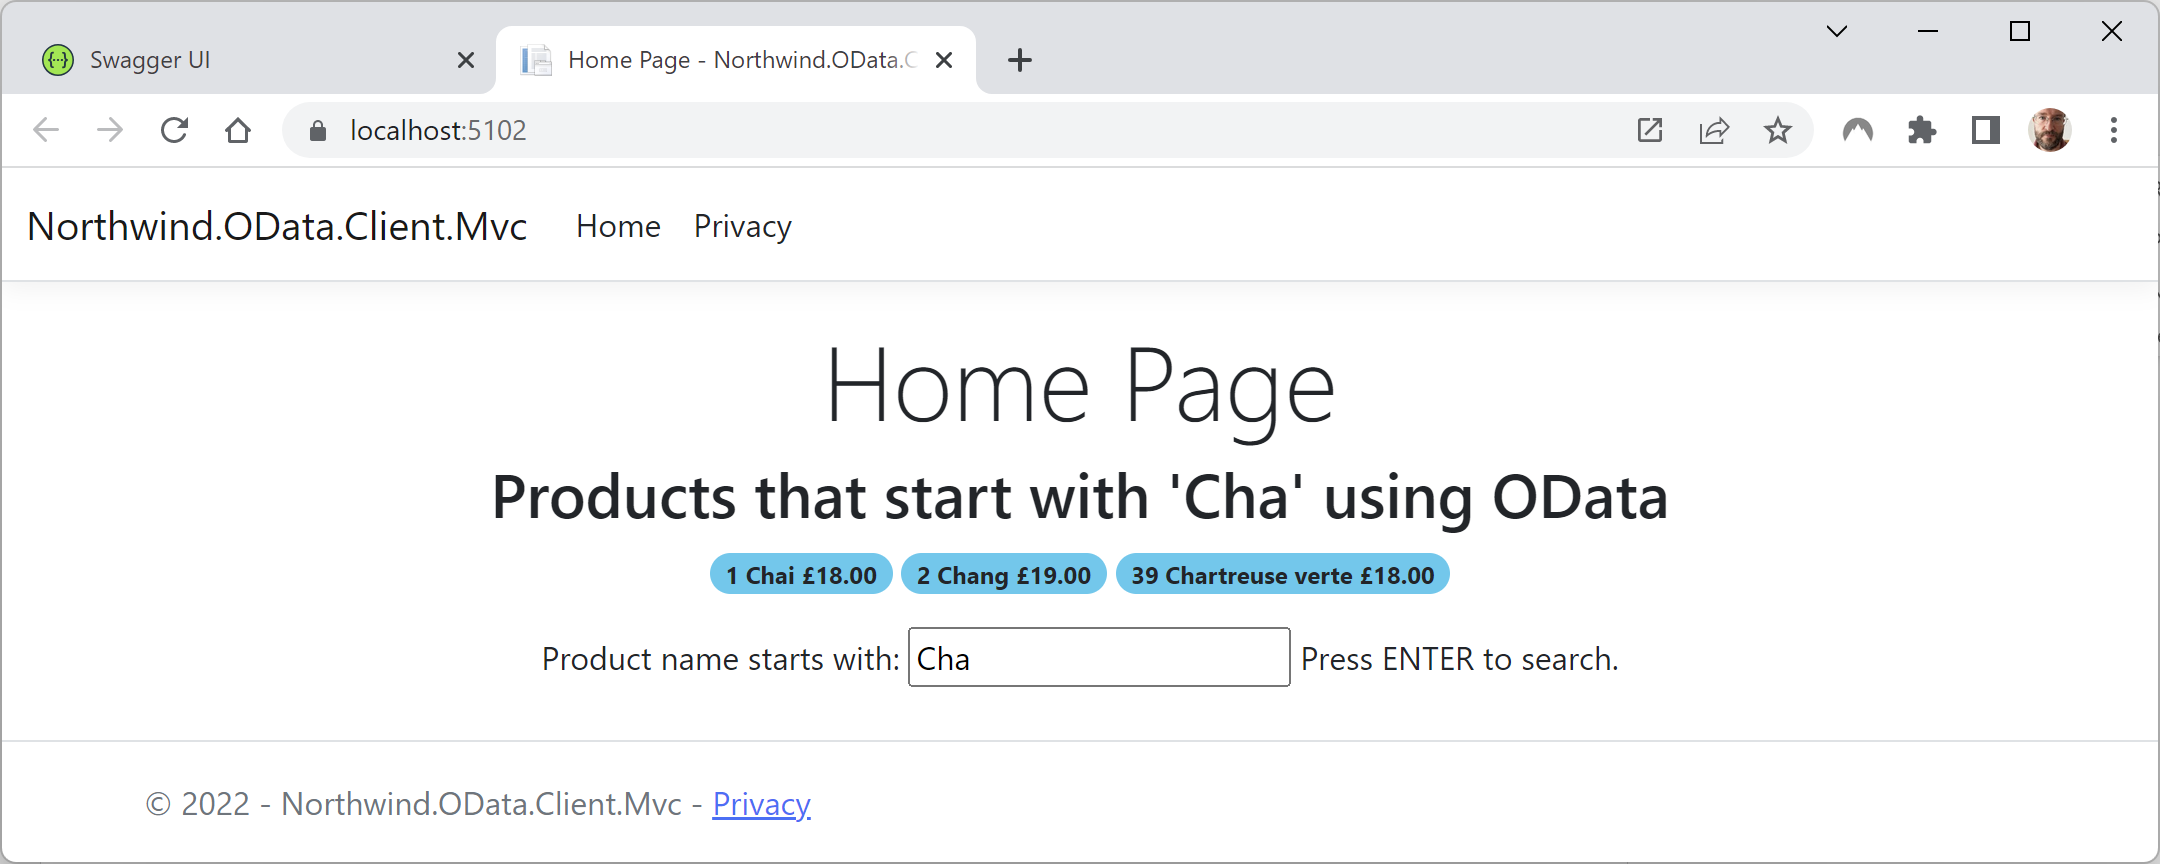 Swagger UI
Home Page - Northwind.OData.C
localhost:5102
Northwind.OData.Client.Mvc Home Privacy
Home Page
Products that start with 'Cha' using OData
1 Chai £18.00 2 Chang £19.00 39 Chartreuse verte £18.00
Product name starts with: Cha Press ENTER to search.
© 2022 - Northwind.OData.Client.Mvc - Privacy